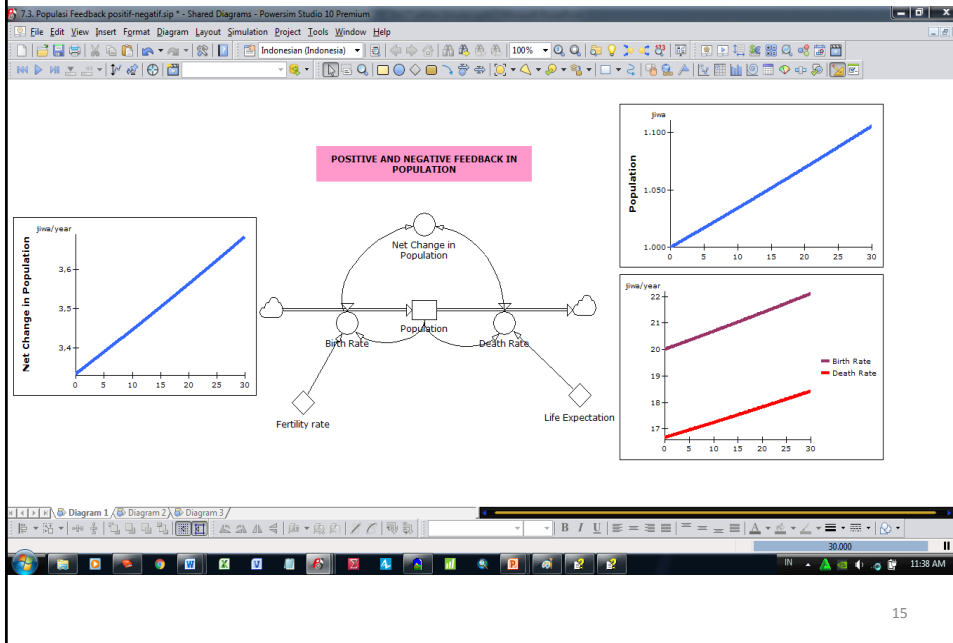 7.3. Populasi Feedback positif-negatif.sip * - Shared Diagrams - Powersim Studio 10 Premium
File Edit View Insert Format Diagram Layout Simulation Project Tools Window Help
Indonesian (Indonesia) 100%
POSITIVE AND NEGATIVE FEEDBACK IN
POPULATION
jiwa/year
Net Change in Population
3,6
3,5
3,4
0 5 10 15 20 25 30
Net Change in
Population
Population
Birth Rate
Death Rate
Fertility rate
Life Expectation
jiwa
Population
1.100
1.050
1.000
0 5 10 15 20 25 30
jiwa/year
22
21
20
19
18
17
0 5 10 15 20 25 30
Birth Rate
Death Rate
Diagram 1 Diagram 2 Diagram 3
B I U
30.000
IN 11:38 AM
15